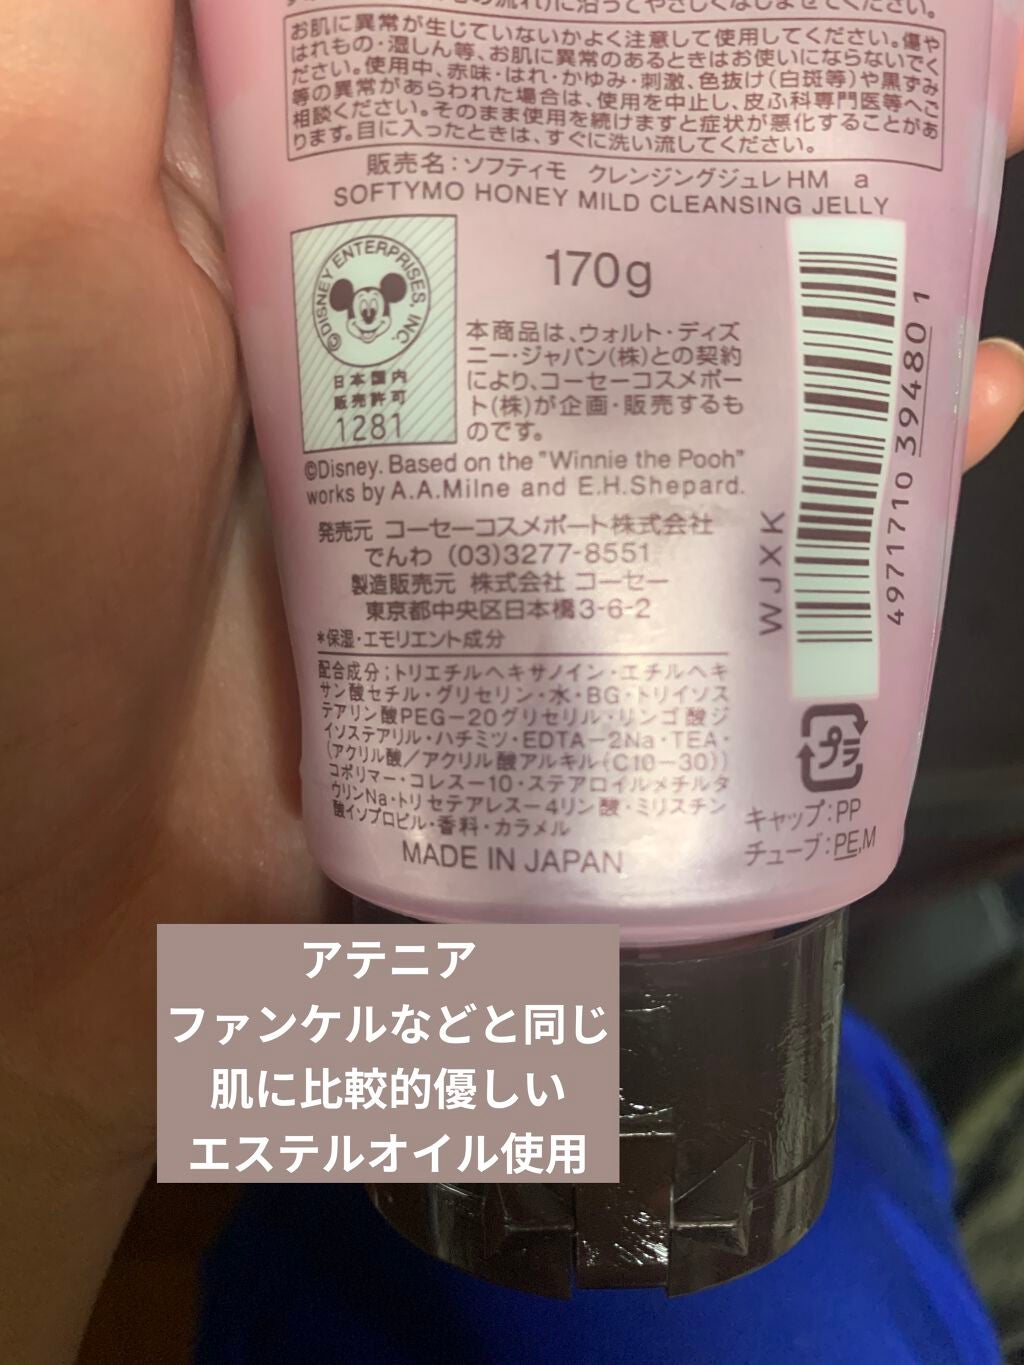 の流れに沿ってやさしくなじませてください。
お肌に異常が生じていないかよく注意して使用してください。傷や
はれもの・湿しん等、お肌に異常のあるときはお使いにならないでく
ださい。使用中、赤味・はれ・かゆみ・刺激、色抜け(白斑等)や黒ずみ
等の異常があらわれた場合は、使用を中止し、皮ふ科専門医等へご
相談ください。そのまま使用を続けますと症状が悪化することがあ
ります。目に入ったときは、すぐに洗い流してください。
販売名:ソフティモ クレンジングジュレHM a
SOFTYMO HONEY MILD CLEANSING JELLY
©DISNEY ENTERPRISES, INC.
日本国内
販売許可
1281
170g
本商品は、ウォルト・ディズ
ニー・ジャパン(株)との契約
により、コーセーコスメポー
ト(株)が企画・販売するも
のです。
©Disney. Based on the "Winnie the Pooh"
works by A.A.Milne and E.H.Shepard.
発売元 コーセーコスメポート株式会社
でんわ (03)3277-8551
製造販売元 株式会社 コーセー
東京都中央区日本橋3-6-2
*保湿・エモリエント成分
配合成分;トリエチルヘキサノイン・エチルヘキ
サン酸セチル・グリセリン・水・BG・トリイソス
テアリン酸PEG-20グリセリル・リンゴ酸ジ
イソステアリル・ハチミツ・EDTA-2Na・TEA・
(アクリル酸/アクリル酸アルキル(C10-30))
コポリマー・コレス-10・ステアロイルメチルタ
ウリンNa・トリセテアレス-4リン酸・ミリスチン
酸イソプロピル・香料・カラメル
MADE IN JAPAN
WJXK
4971710 394801
プラ
キャップ:PP
チューブ:PE,M
アテニア
ファンケルなどと同じ
肌に比較的優しい
エステルオイル使用